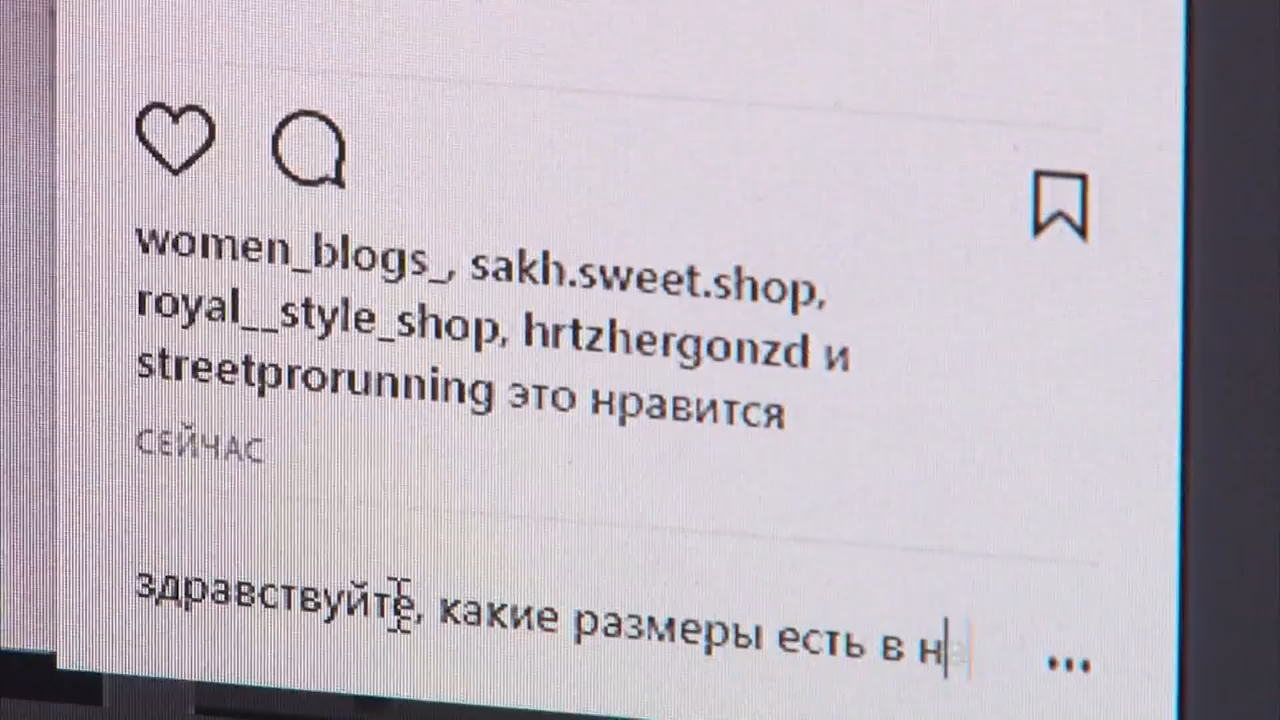 women_blogs_, sakh.sweet.shop,
royal__style_shop, hrtzhergonzd и
streetprorunning это нравится
СЕЙЧАС
здравствуйте, какие размеры есть в н